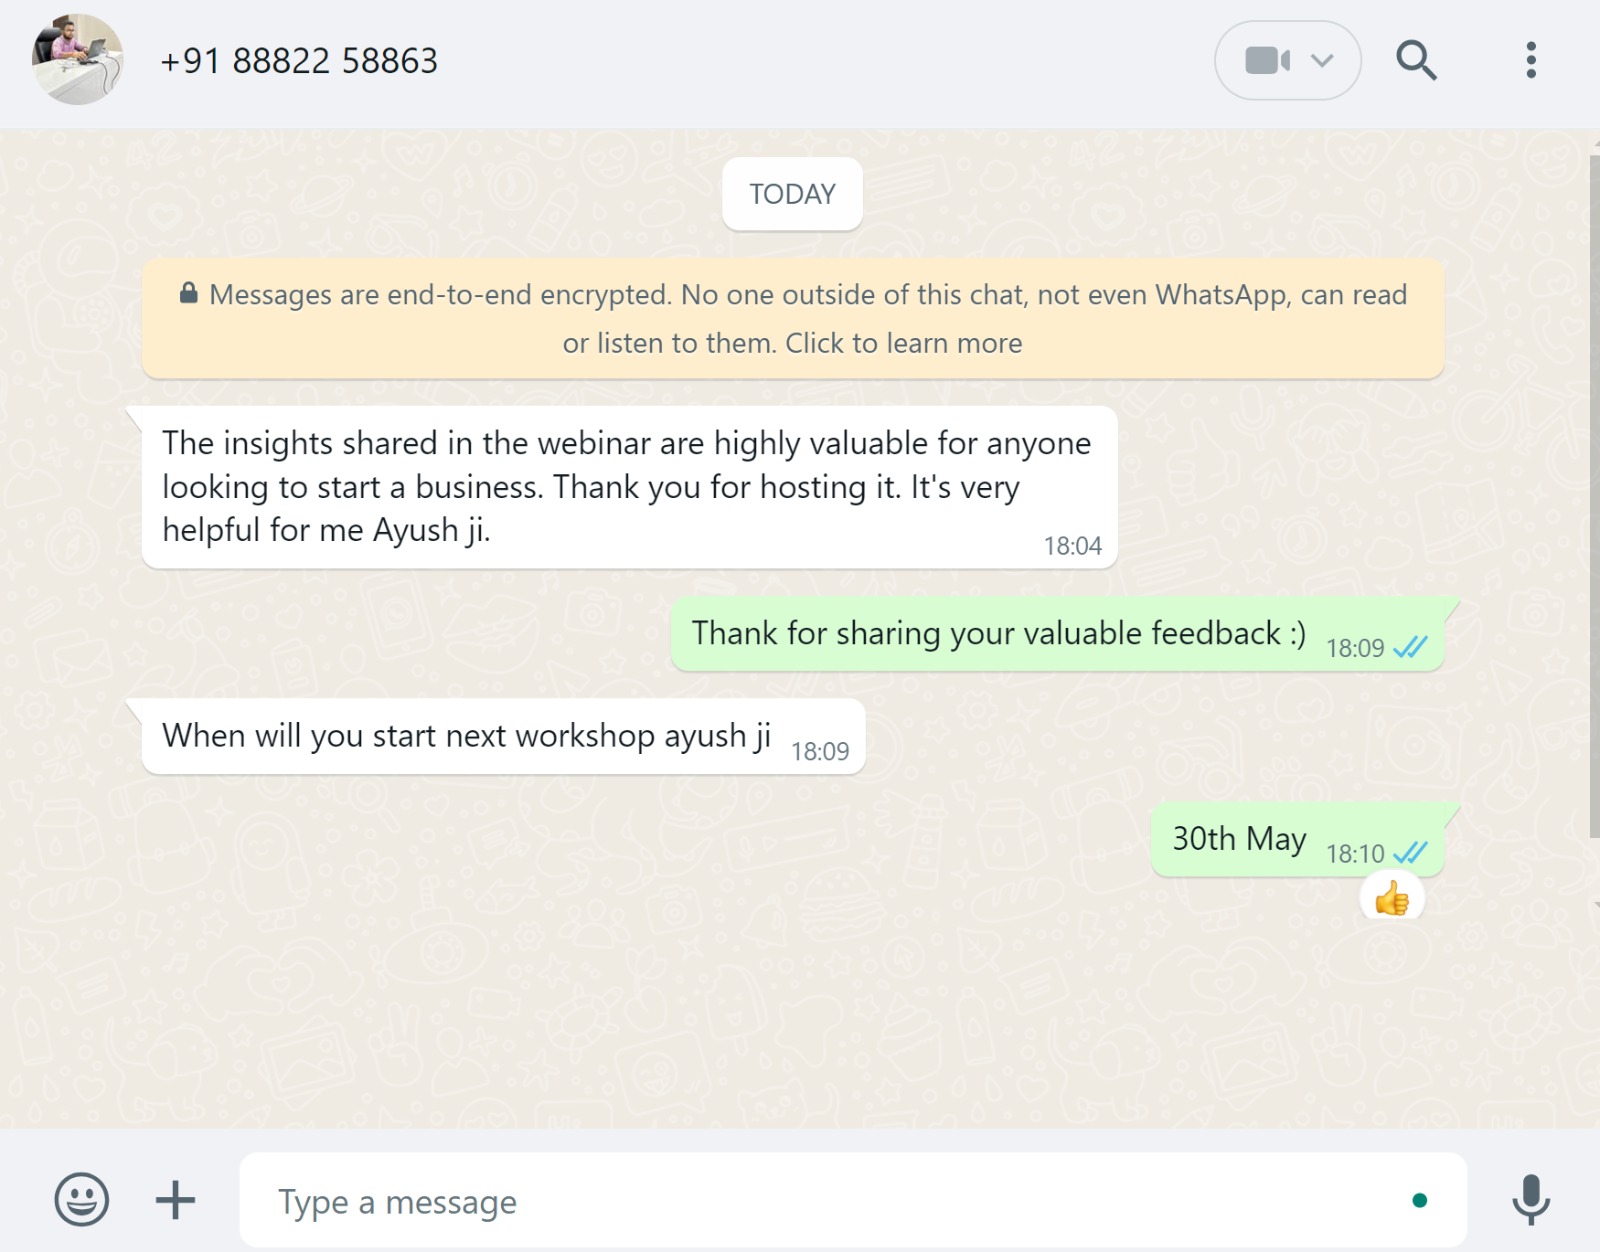 +91 88822 58863
TODAY
Messages are end-to-end encrypted. No one outside of this chat, not even WhatsApp, can read
or listen to them. Click to learn more
The insights shared in the webinar are highly valuable for anyone
looking to start a business. Thank you for hosting it. It's very
helpful for me Ayush ji.
18:04
Thank for sharing your valuable feedback :) 18:09
When will you start next workshop ayush ji 18:09
30th May 18:10
Type a message